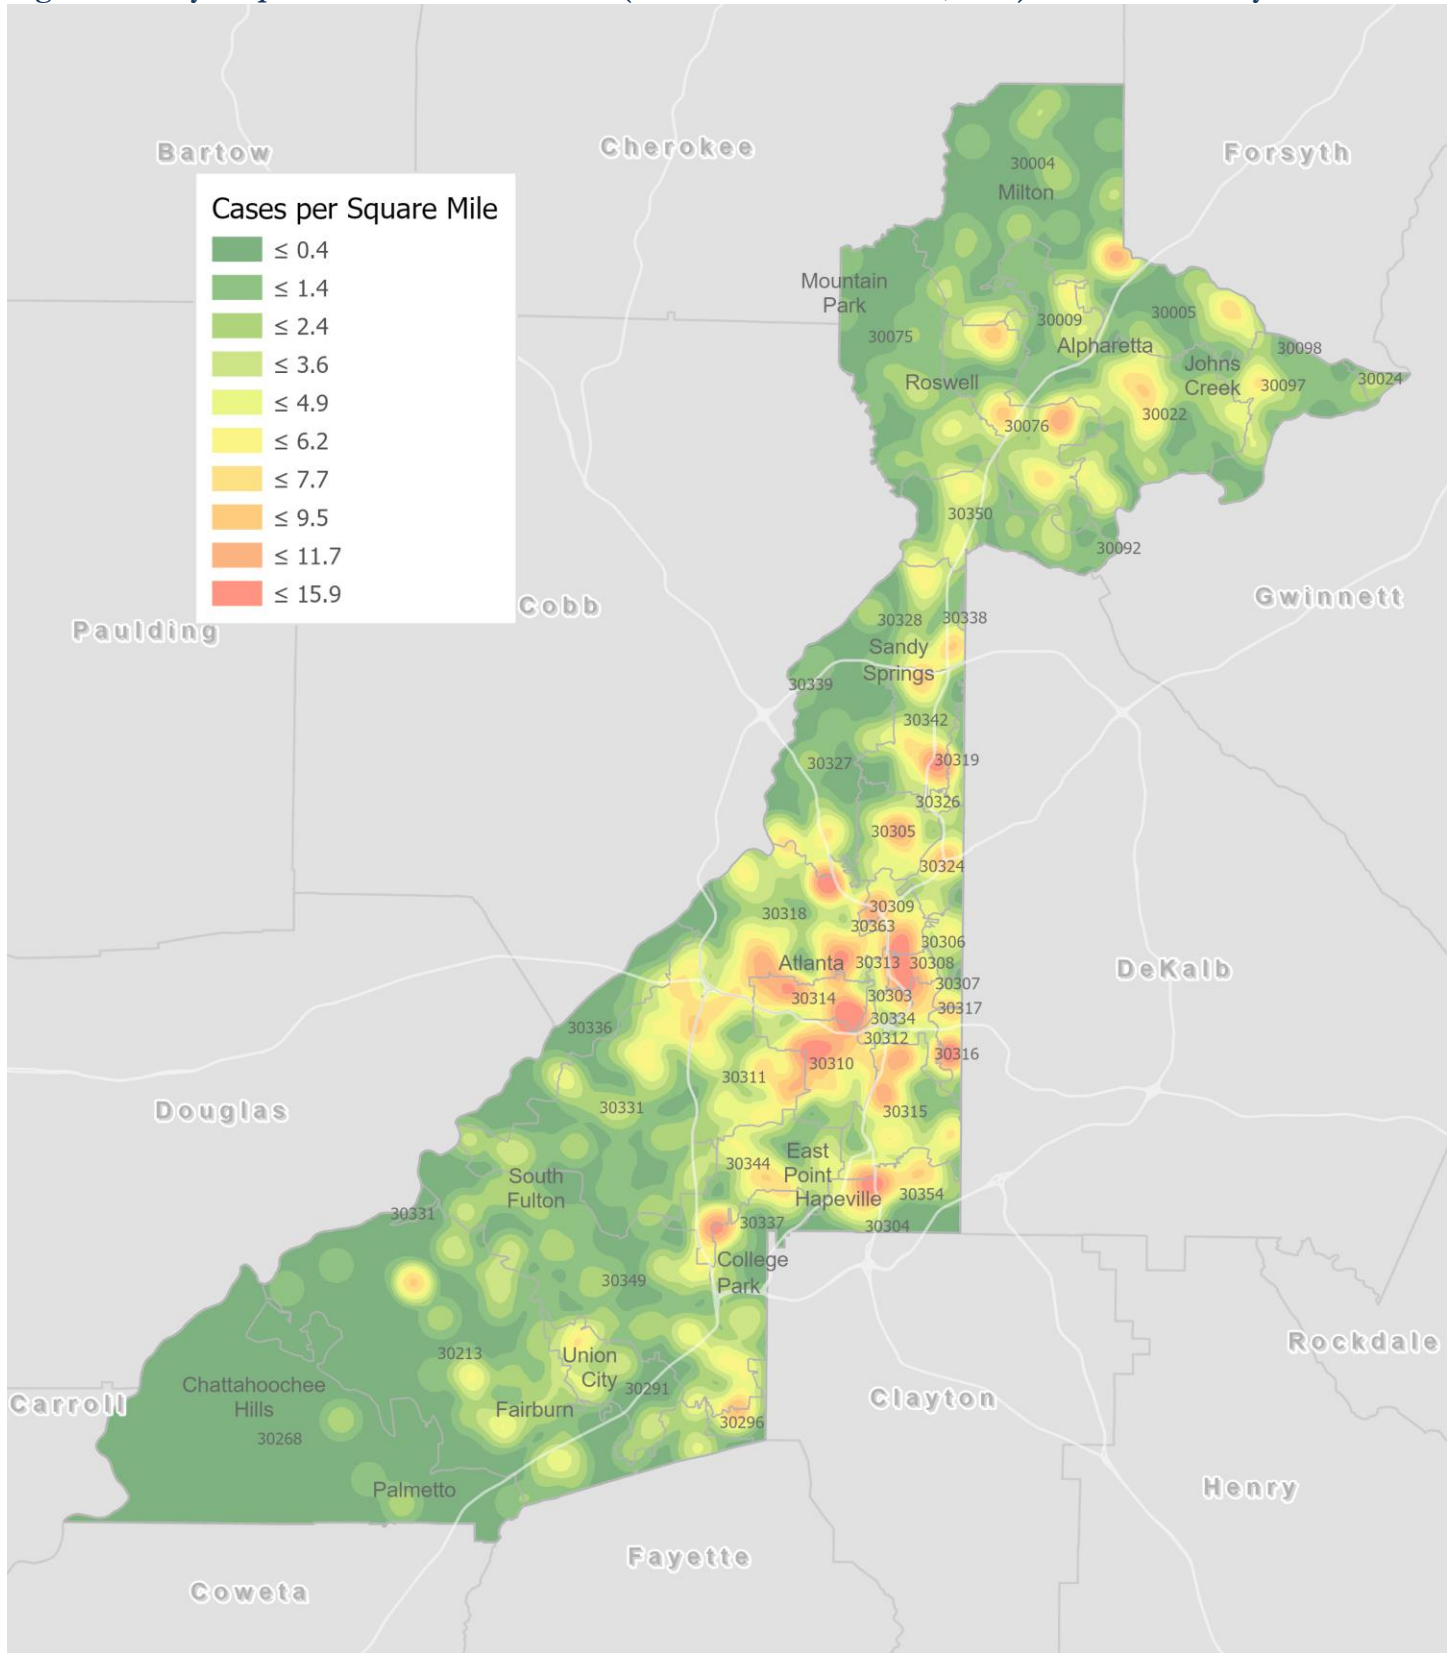 Bartow
Cherokee
Forsyth
Cases per Square Mile
≤ 0.4
≤ 1.4
≤ 2.4
≤ 3.6
≤ 4.9
≤ 6.2
≤ 7.7
≤ 9.5
≤ 11.7
≤ 15.9
30004
Milton
Mountain
Park
30075
30009
30005
Alpharetta
30098
Johns
Creek
30097
30024
Roswell
30022
30076
30350
30092
Gwinnett
Cobb
Paulding
30328
30338
Sandy
Springs
30339
30342
30327
30319
30326
30305
30324
30318
30309
30363
30306
Atlanta
30313
30308
DeKalb
30307
30314
30303
30317
30334
30336
30312
30316
30310
30311
30331
30315
Douglas
East
Point
30344
South
Fulton
Hapeville
30354
30331
30337
30304
College
Park
30349
Rockdale
30213
Union
City
30291
Chattahoochee
Hills
Carroll
Clayton
Fairburn
30296
30268
Palmetto
Henry
Fayette
Coweta